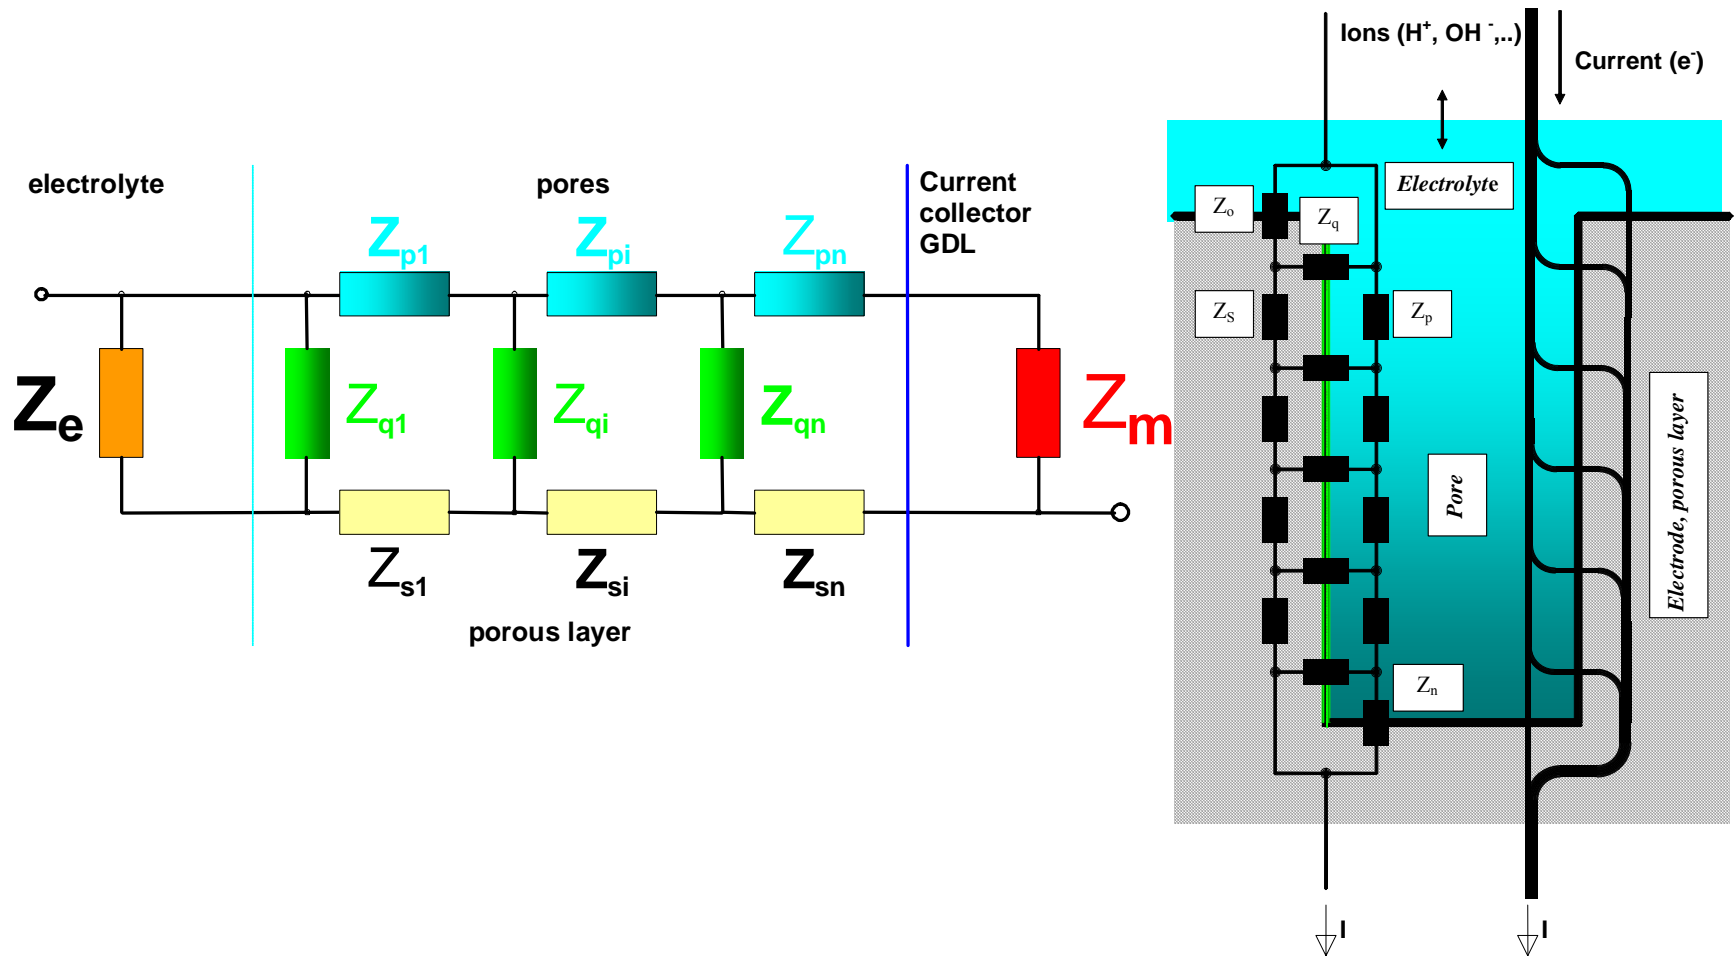 electrolyte
pores
Current
collector
GDL
Zp1
Zpi
Zpn
Ze
Zq1
Zqi
Zqn
Zm
Zs1
Zsi
Zsn
porous layer
Ions (H+, OH -,..)
Current (e-)
Electrolyte
Zo
Zq
ZS
Zp
Pore
Electrode, porous layer
Zn
I
I